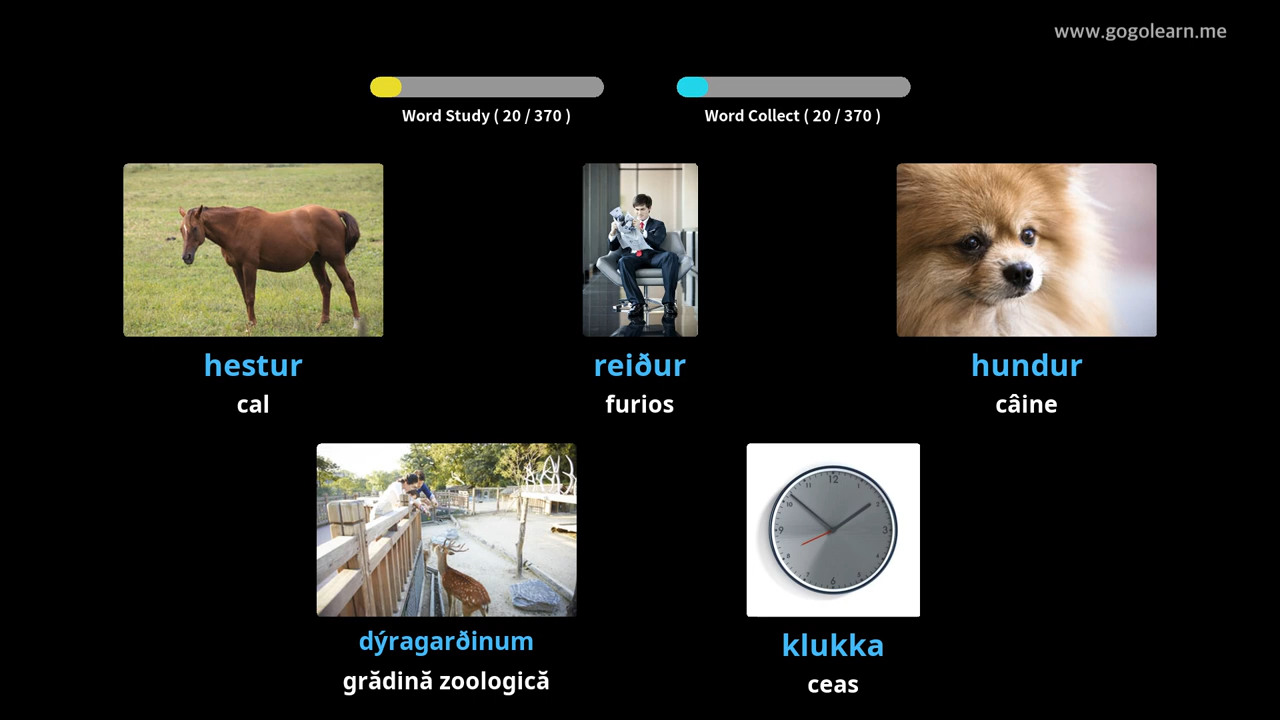 www.gogolearn.me
Word Study ( 20 / 370 )
Word Collect ( 20 / 370 )
hestur
cal
reiður
furios
hundur
câine
dýragarðinum
grădină zoologică
klukka
ceas